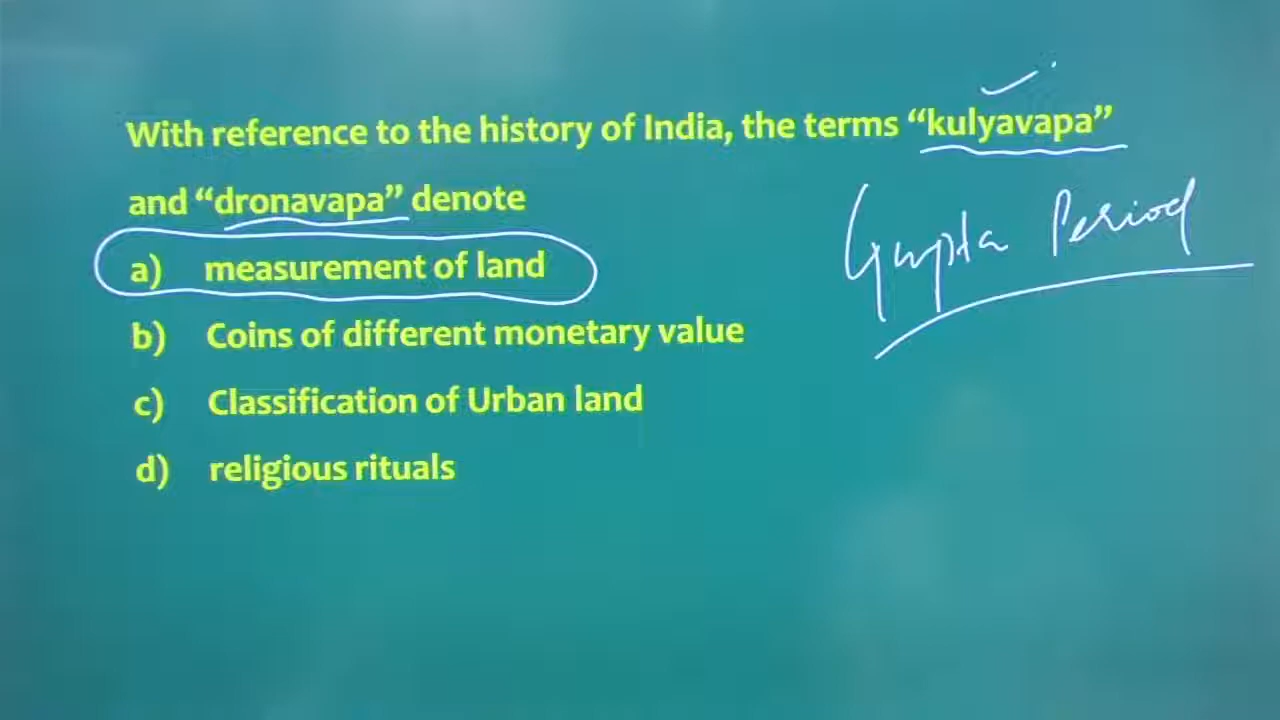 With reference to the history of India, the terms “kulyavapa”
and “dronavapa” denote
a) measurement of land
b) Coins of different monetary value
c) Classification of Urban land
d) religious rituals
Gupta Period